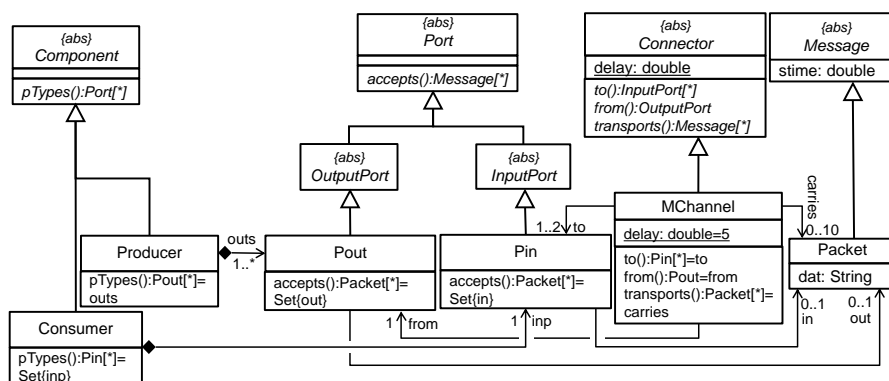 {abs}
Component
pTypes():Port[*]
{abs}
Port
accepts():Message[*]
{abs}
Connector
delay: double
to():InputPort[*]
from():OutputPort
transports():Message[*]
{abs}
Message
stime: double
{abs}
OutputPort
{abs}
InputPort
Producer
pTypes():Pout[*]=
outs
outs
1..*
Pout
accepts():Packet[*]=
Set{out}
Pin
accepts():Packet[*]=
Set{in}
1..2
to
MChannel
delay: double=5
to():Pin[*]=to
from():Pout=from
transports():Packet[*]=
carries
carries
0..10
Packet
dat: String
Consumer
pTypes():Pin[*]=
Set{inp}
1
from
1
inp
0..1
in
0..1
out